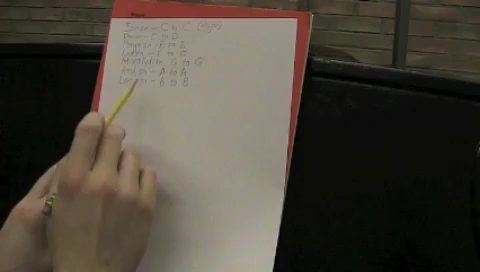 Ionian - C to C (Major)
Dorian - D to D
Phrygian - E to E
Lydian - F to F
Mixolydian G to G
Aeolian - A to A
Locrian - B to B